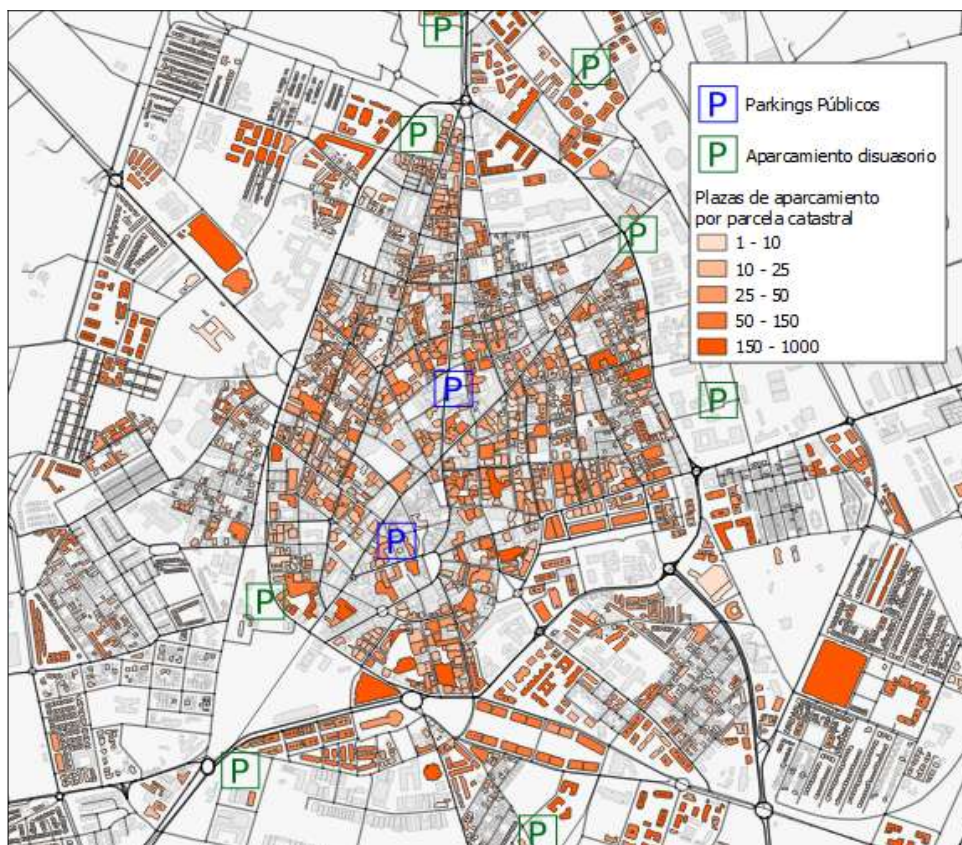 P
P
P
P
P
P
P
P
P
P
P Parkings Públicos
P Aparcamiento disuasorio
Plazas de aparcamiento
por parcela catastral
1 - 10
10 - 25
25 - 50
50 - 150
150 - 1000